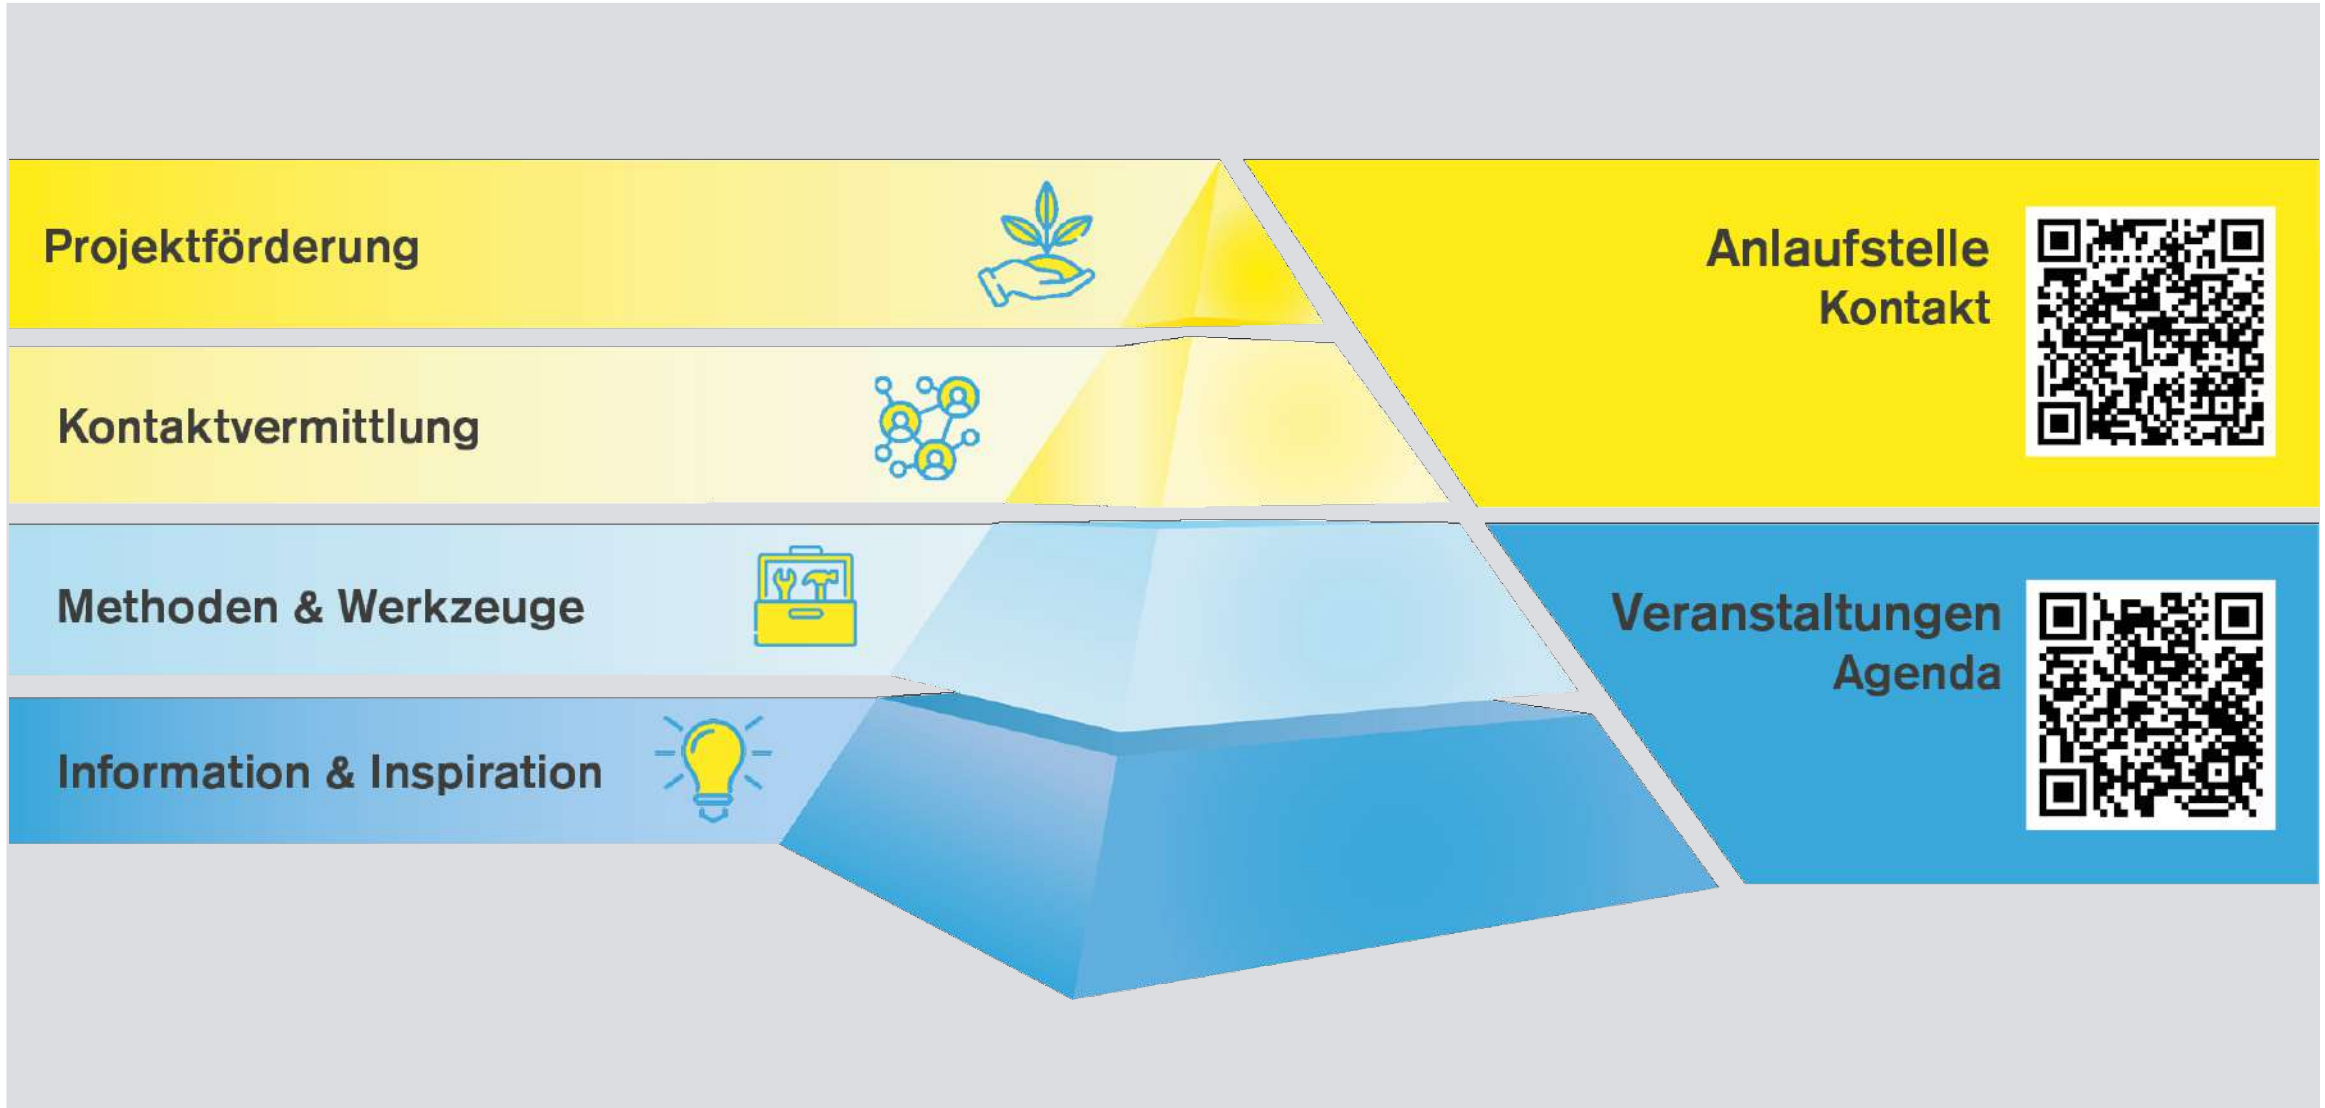 Projektförderung
Kontaktvermittlung
Methoden & Werkzeuge
Information & Inspiration
Anlaufstelle
Kontakt
Veranstaltungen
Agenda